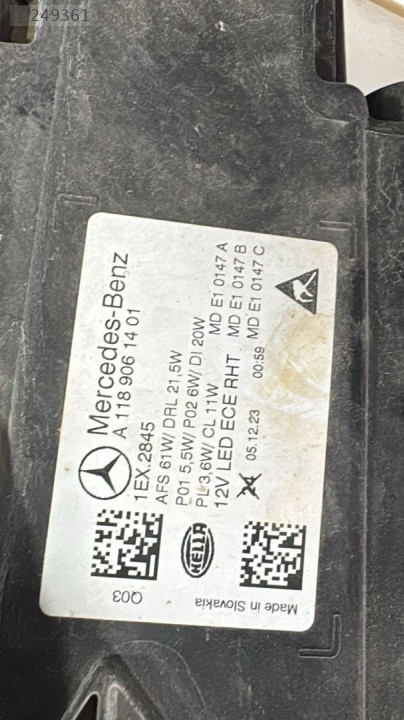 249361
Mercedes-Benz
A 118 906 14 01
1EX.2845
AFS 61W/ DRL 21,5W
P01 5,5W/ P02 6W/ DI 20W
PL 3,6W/ CL 11W MD E1 0147 A
12V LED ECE RHT MD E1 0147 B
05.12.23 00:59 MD E1 0147 C
HELLA
Q03
Made in Slovakia